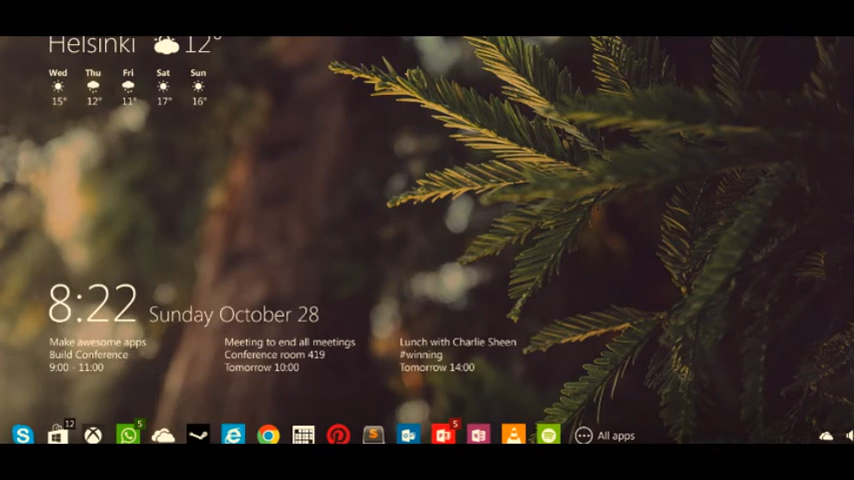 Helsinki 12°
Wed Thu Fri Sat Sun
15° 12° 11° 17° 16°
8:22 Sunday October 28
Make awesome apps
Build Conference
9:00 - 11:00
Meeting to end all meetings
Conference room 419
Tomorrow 10:00
Lunch with Charlie Sheen
#winning
Tomorrow 14:00
12
5
5
All apps